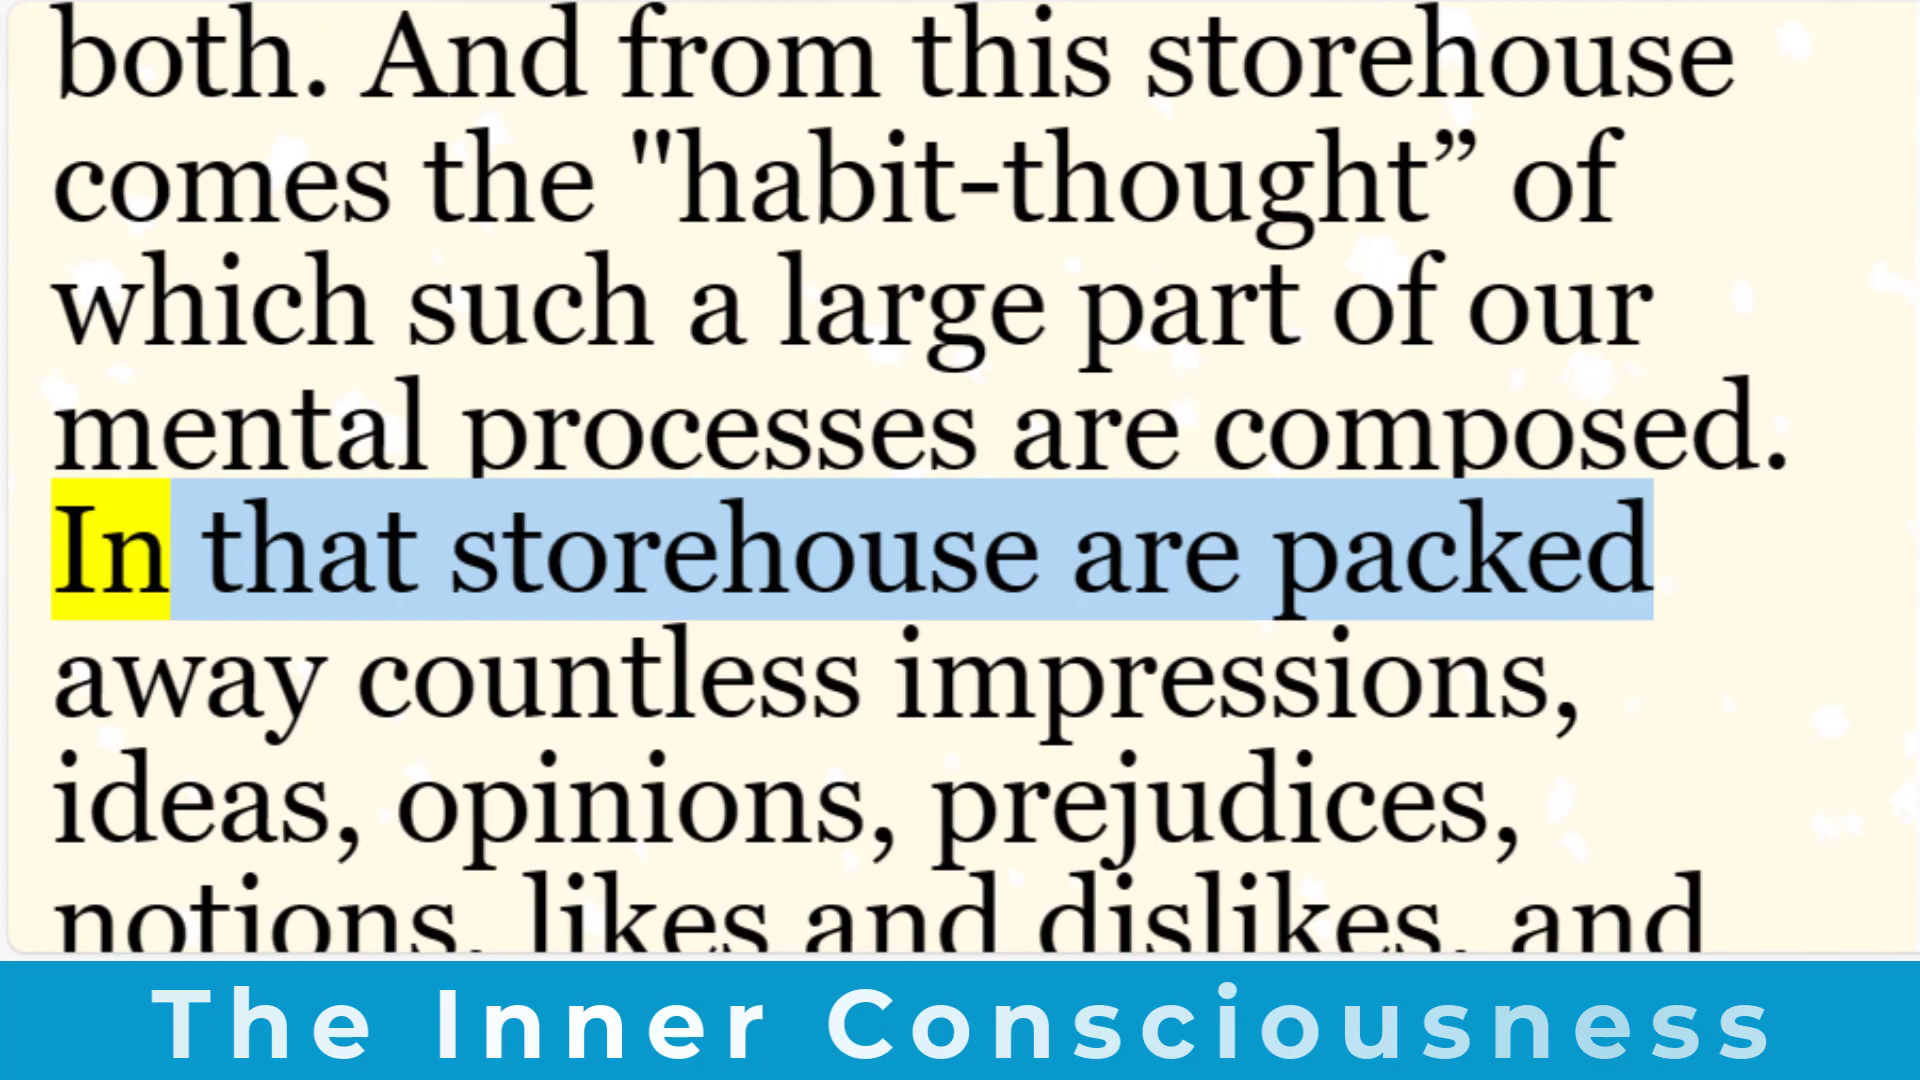 both. And from this storehouse
comes the "habit-thought” of
which such a large part of our
mental processes are composed.
In that storehouse are packed
away countless impressions,
ideas, opinions, prejudices,
notions, likes and dislikes, and
The Inner Consciousness